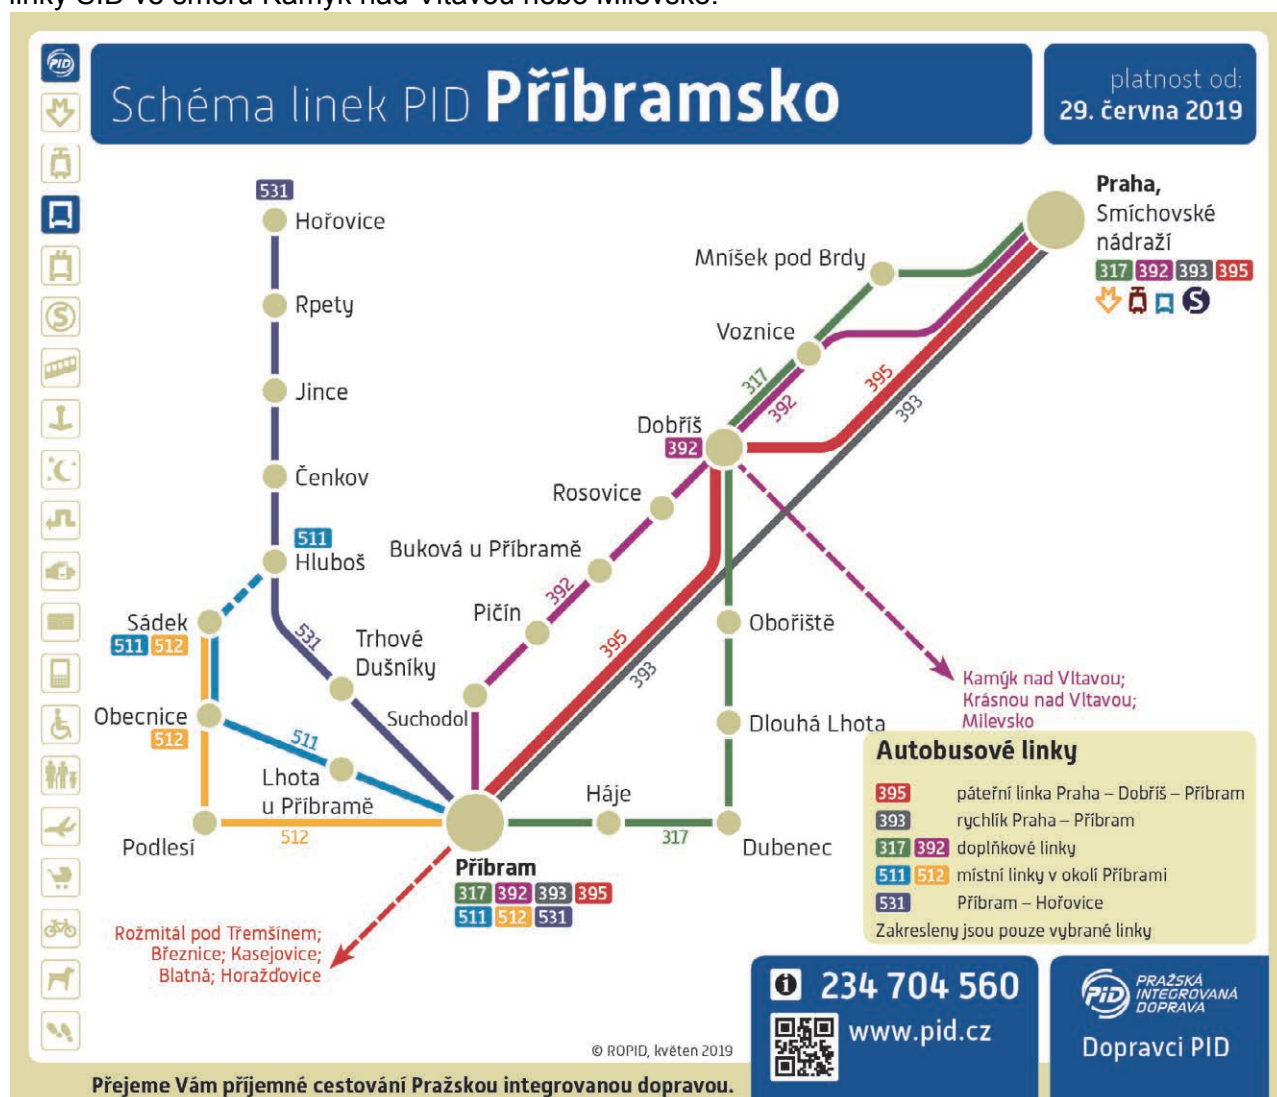 linky SID ve směru Kamýk nad Vltavou nebo Milevsko.
PID
Schéma linek PID Příbramsko
platnost od:
29. června 2019
531
Hořovice
Rpety
Jince
Čenkov
511
Hluboš
Sádek
511 512
Obecnice
512
Podlesí
512
511
Lhota
u Příbramě
531
Trhové
Dušníky
Suchodol
Pičín
392
Buková u Příbramě
Rosovice
Dobříš
392
Voznice
Mníšek pod Brdy
317
392
395
393
Praha,
Smíchovské
nádraží
317 392 393 395
M
S
395
393
Obořiště
Dlouhá Lhota
Dubenec
317
Háje
Příbram
317 392 393 395
511 512 531
Kamýk nad Vltavou;
Krásnou nad Vltavou;
Milevsko
Rožmitál pod Třemšínem;
Březnice; Kasejovice;
Blatná; Horažďovice
Autobusové linky
395 páteřní linka Praha – Dobříš – Příbram
393 rychlík Praha – Příbram
317 392 doplňkové linky
511 512 místní linky v okolí Příbrami
531 Příbram – Hořovice
Zakresleny jsou pouze vybrané linky
© ROPID, květen 2019
Přejeme Vám příjemné cestování Pražskou integrovanou dopravou.
i 234 704 560
www.pid.cz
PID PRAŽSKÁ
INTEGROVANÁ
DOPRAVA
Dopravci PID